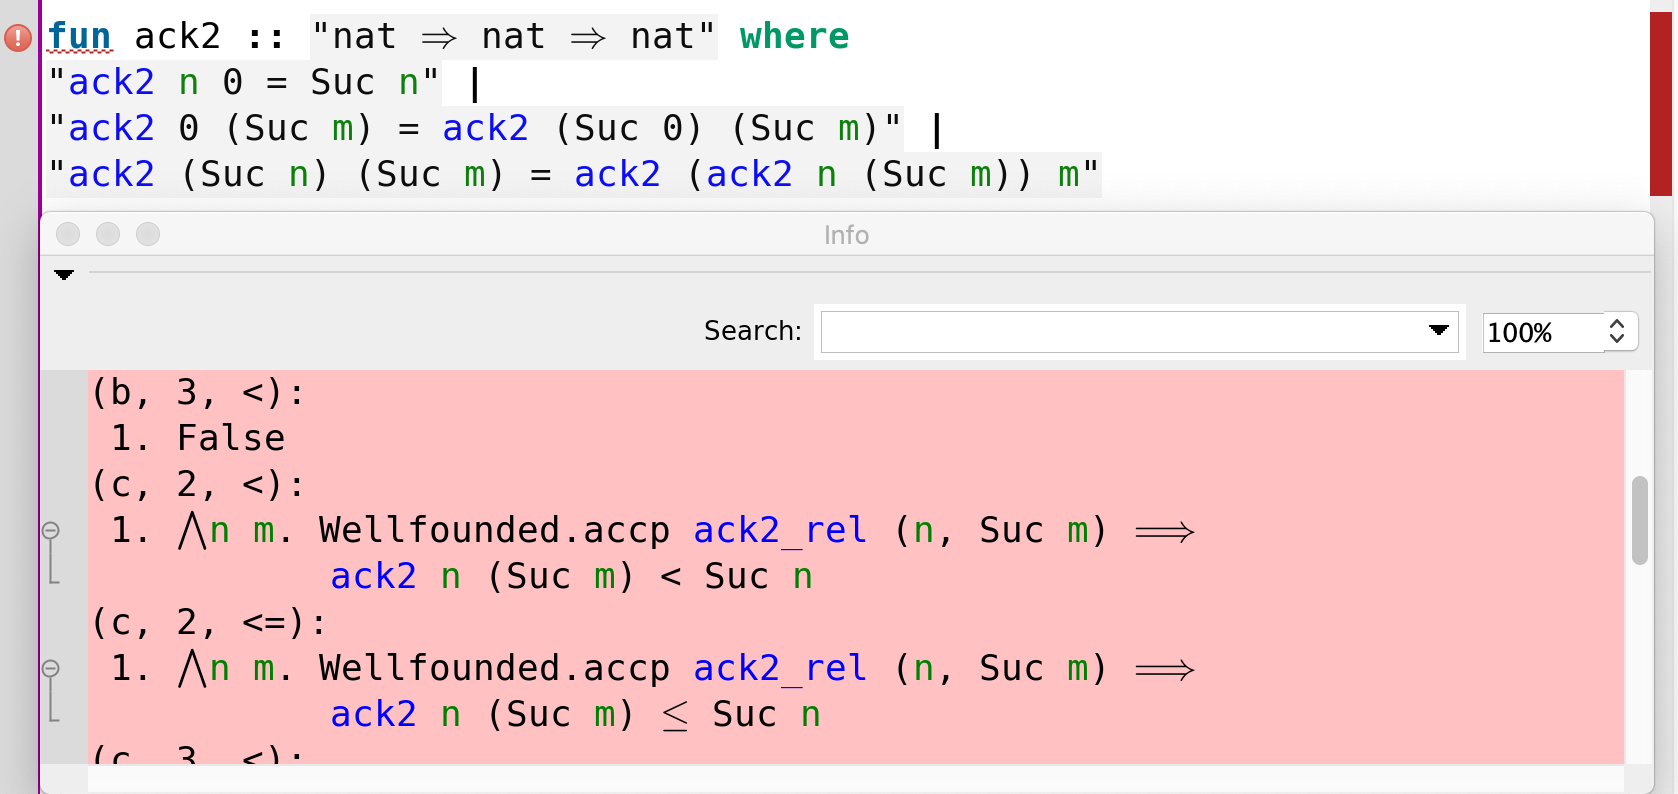 fun ack2 :: "nat ⇒ nat ⇒ nat" where
"ack2 n 0 = Suc n" |
"ack2 0 (Suc m) = ack2 (Suc 0) (Suc m)" |
"ack2 (Suc n) (Suc m) = ack2 (ack2 n (Suc m)) m"
Info
Search:
100%
(b, 3, <):
1. False
(c, 2, <):
1. ⋀n m. Wellfounded.accp ack2_rel (n, Suc m) ⟹
ack2 n (Suc m) < Suc n
(c, 2, <=):
1. ⋀n m. Wellfounded.accp ack2_rel (n, Suc m) ⟹
ack2 n (Suc m) ≤ Suc n
(c, 3, <):